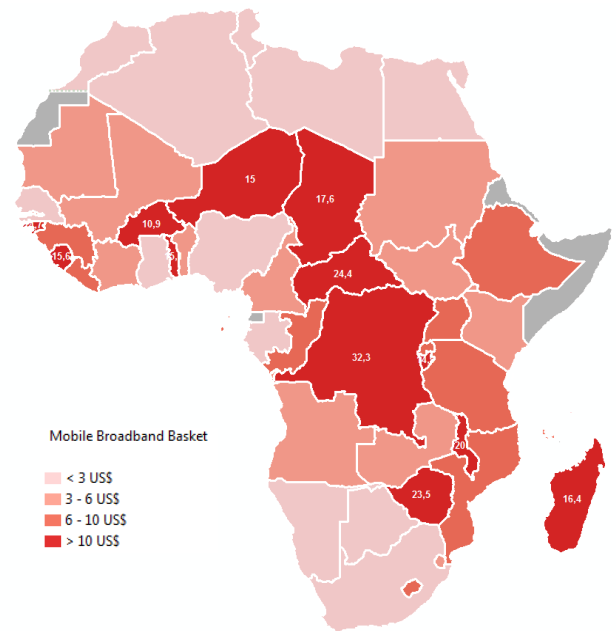 15
17,6
10,9
15,6
24,4
32,3
20
23,5
16,4
Mobile Broadband Basket
< 3 US$
3 - 6 US$
6 - 10 US$
> 10 US$